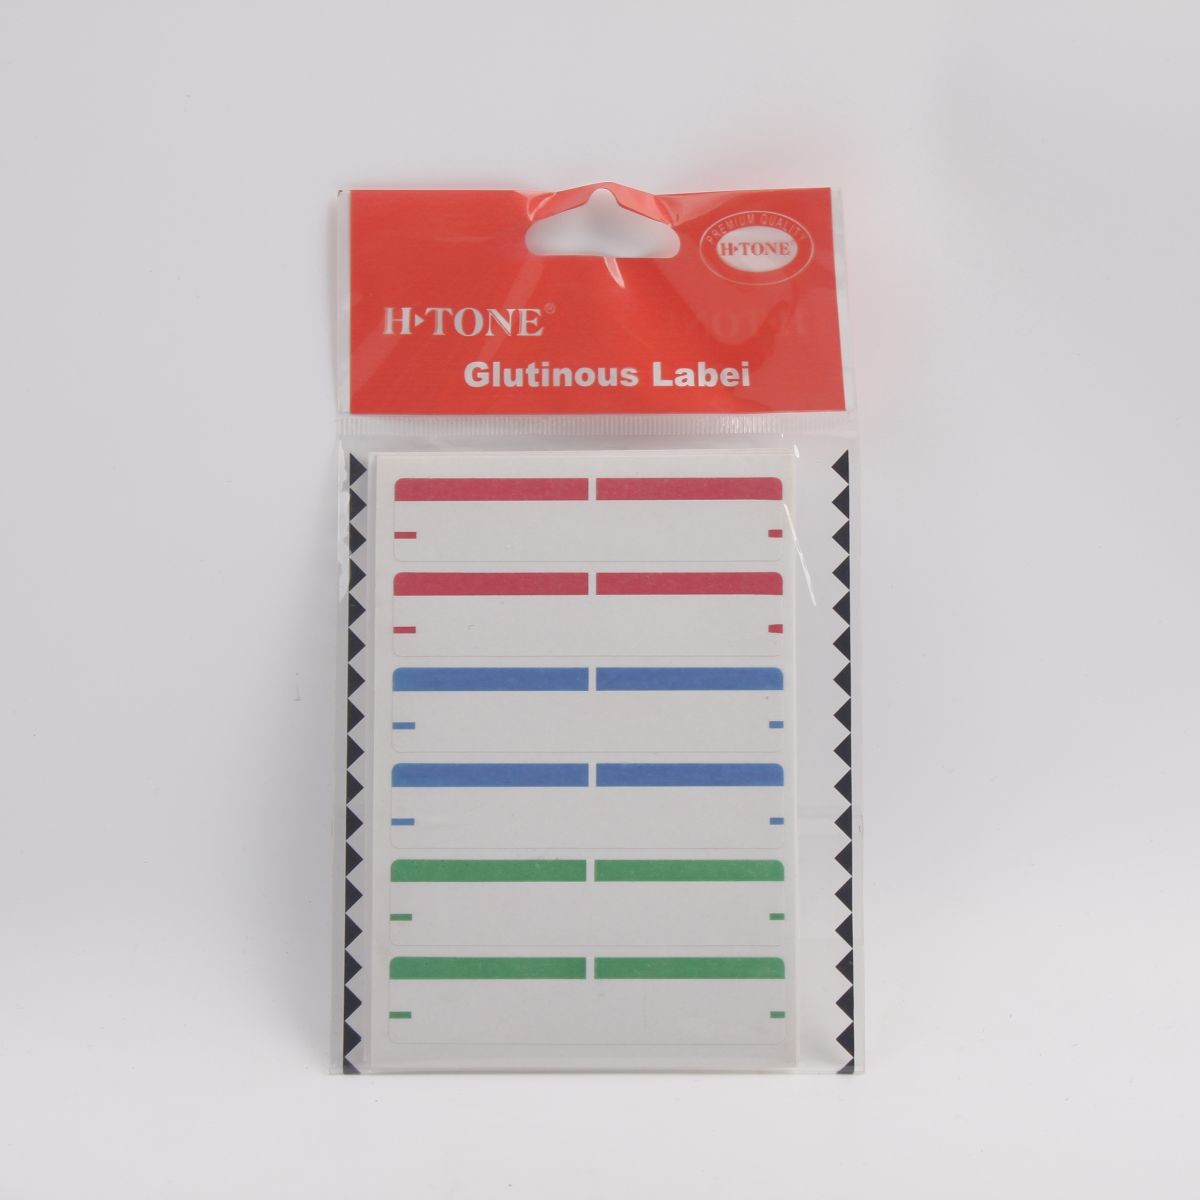 PREMIUM QUALITY
H-TONE
H-TONE®
Glutinous Labei